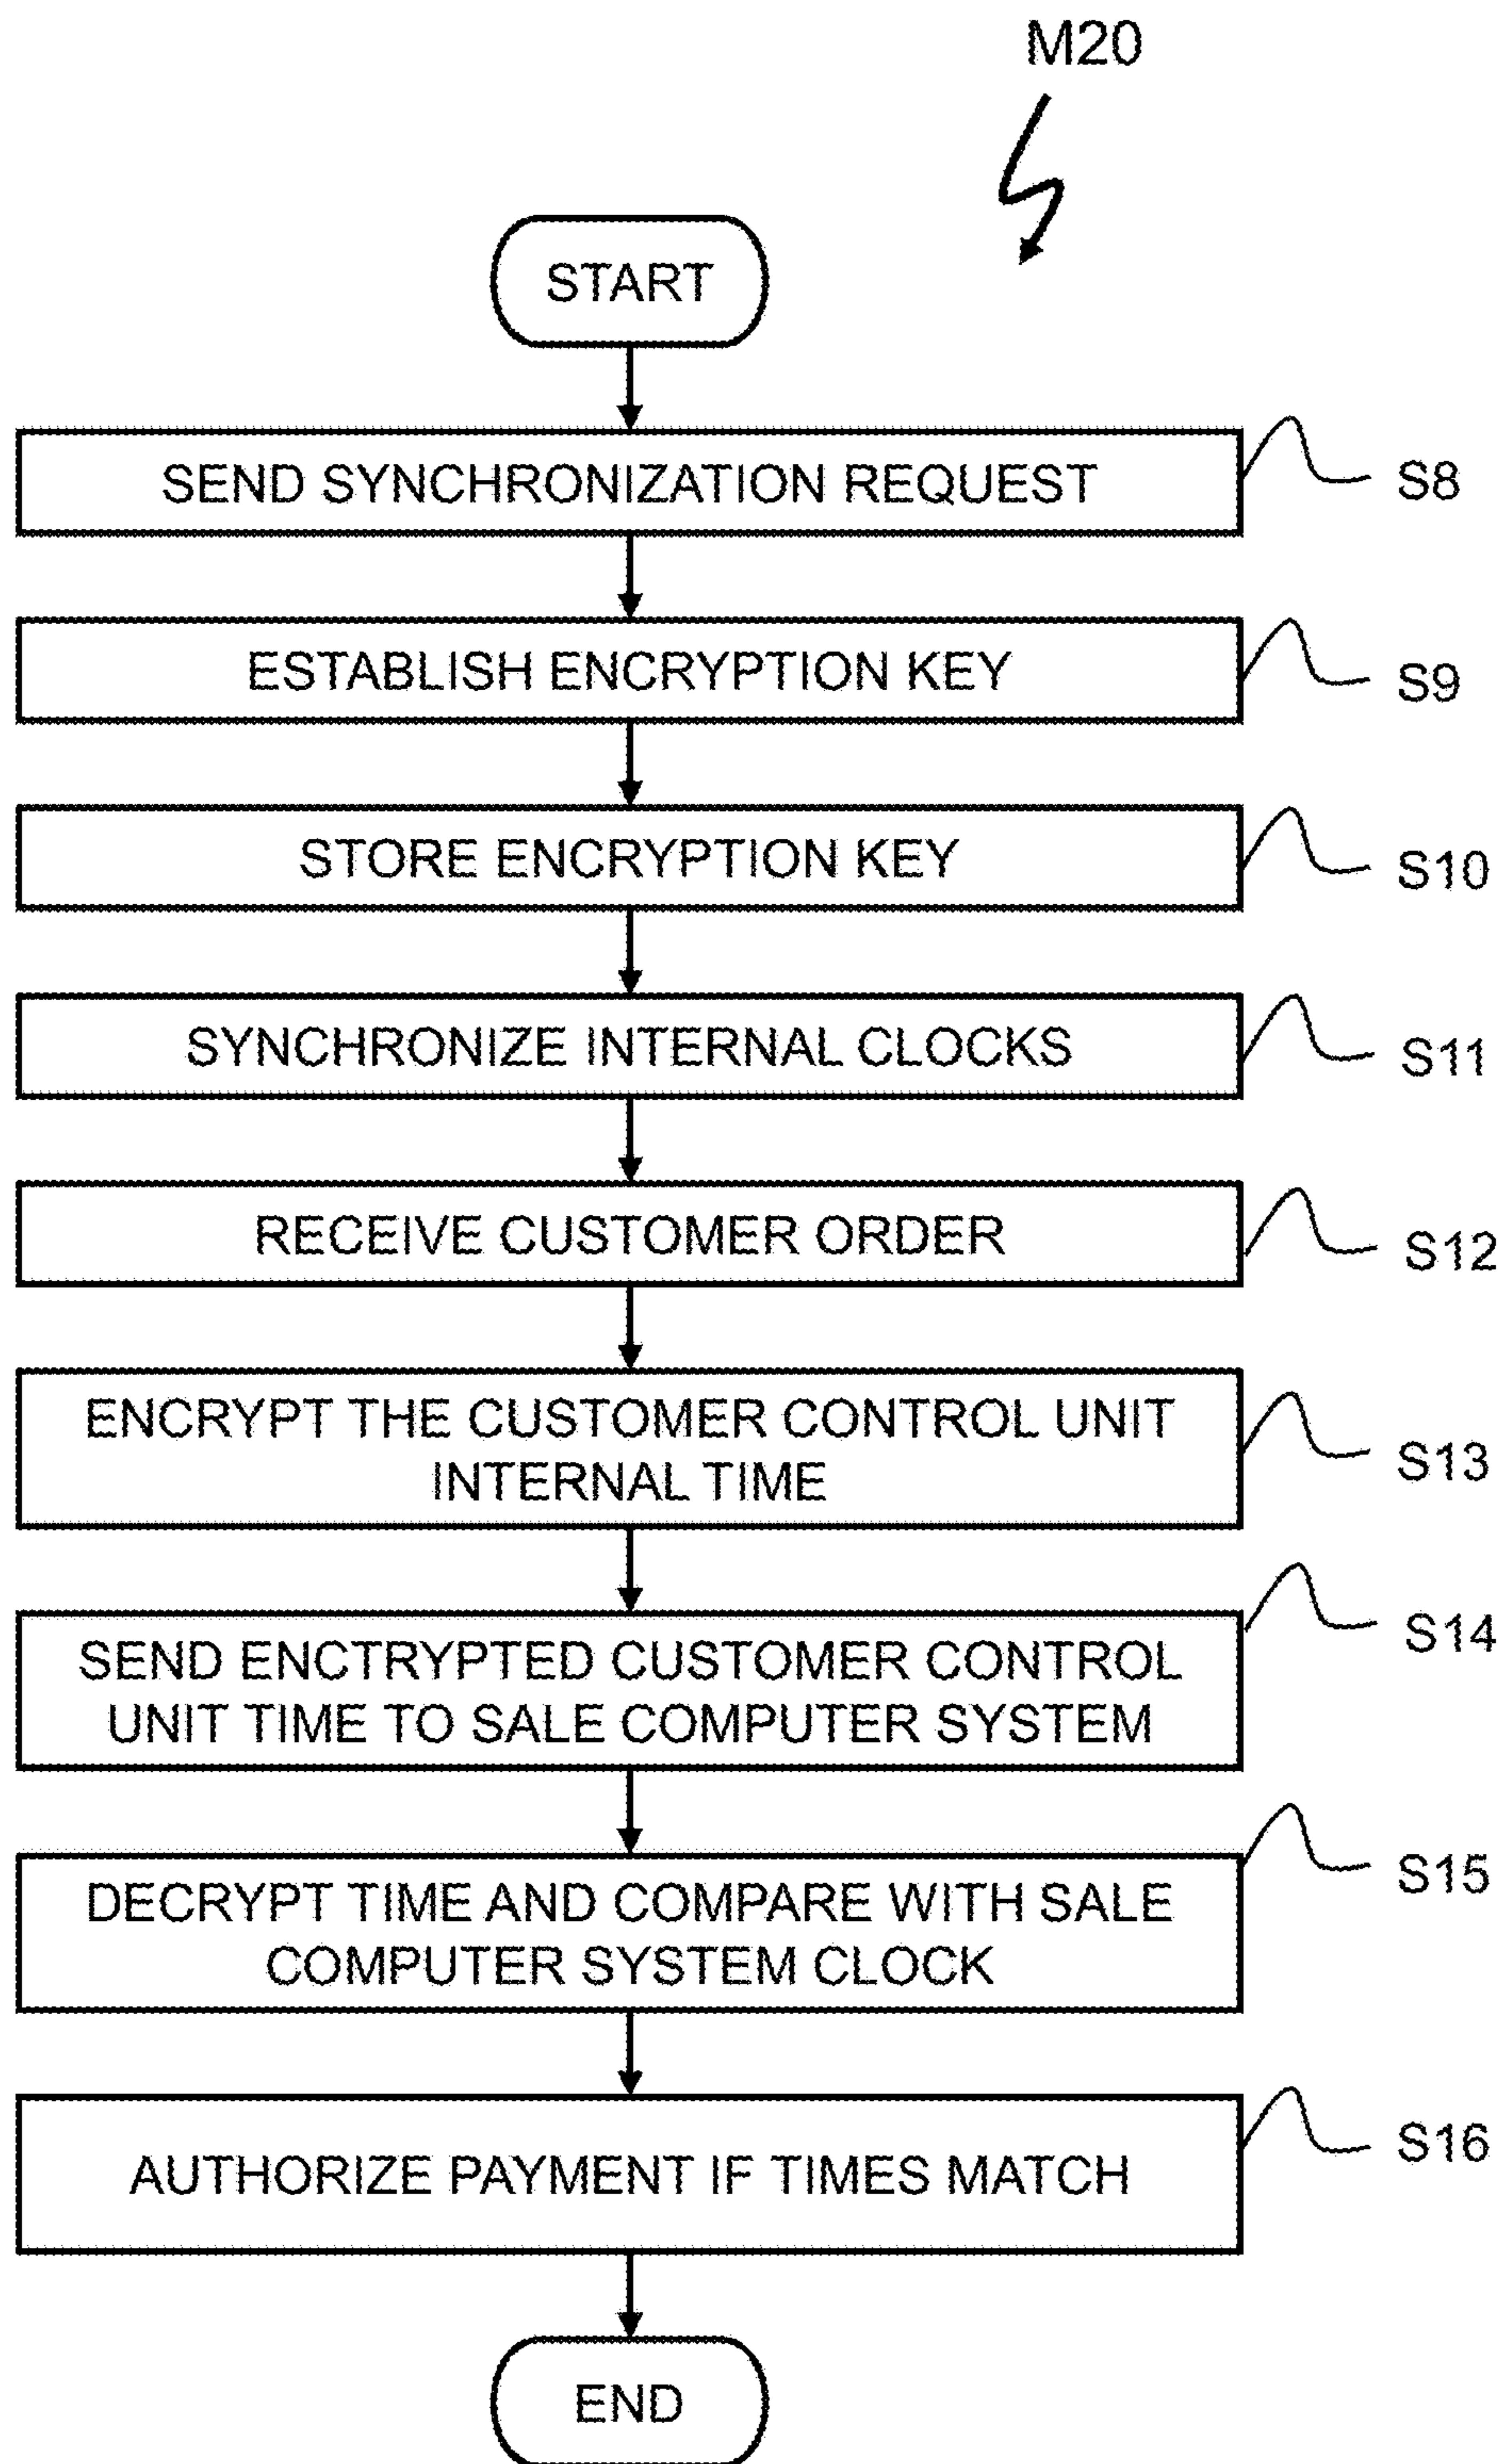 M20
START
SEND SYNCHRONIZATION REQUEST
S8
ESTABLISH ENCRYPTION KEY
S9
STORE ENCRYPTION KEY
S10
SYNCHRONIZE INTERNAL CLOCKS
S11
RECEIVE CUSTOMER ORDER
S12
ENCRYPT THE CUSTOMER CONTROL UNIT
INTERNAL TIME
S13
SEND ENCTRYPTED CUSTOMER CONTROL
UNIT TIME TO SALE COMPUTER SYSTEM
S14
DECRYPT TIME AND COMPARE WITH SALE
COMPUTER SYSTEM CLOCK
S15
AUTHORIZE PAYMENT IF TIMES MATCH
S16
END